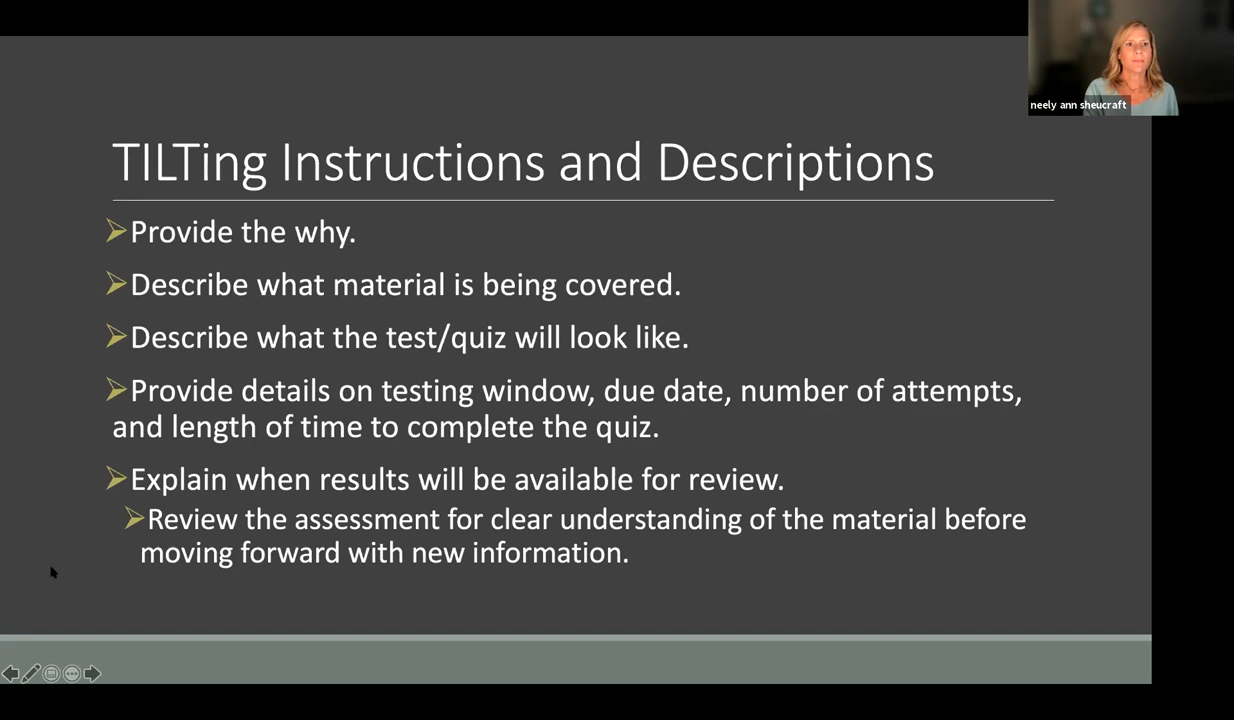 neely ann sheucraft
TILTing Instructions and Descriptions
Provide the why.
Describe what material is being covered.
Describe what the test/quiz will look like.
Provide details on testing window, due date, number of attempts,
and length of time to complete the quiz.
Explain when results will be available for review.
Review the assessment for clear understanding of the material before
moving forward with new information.